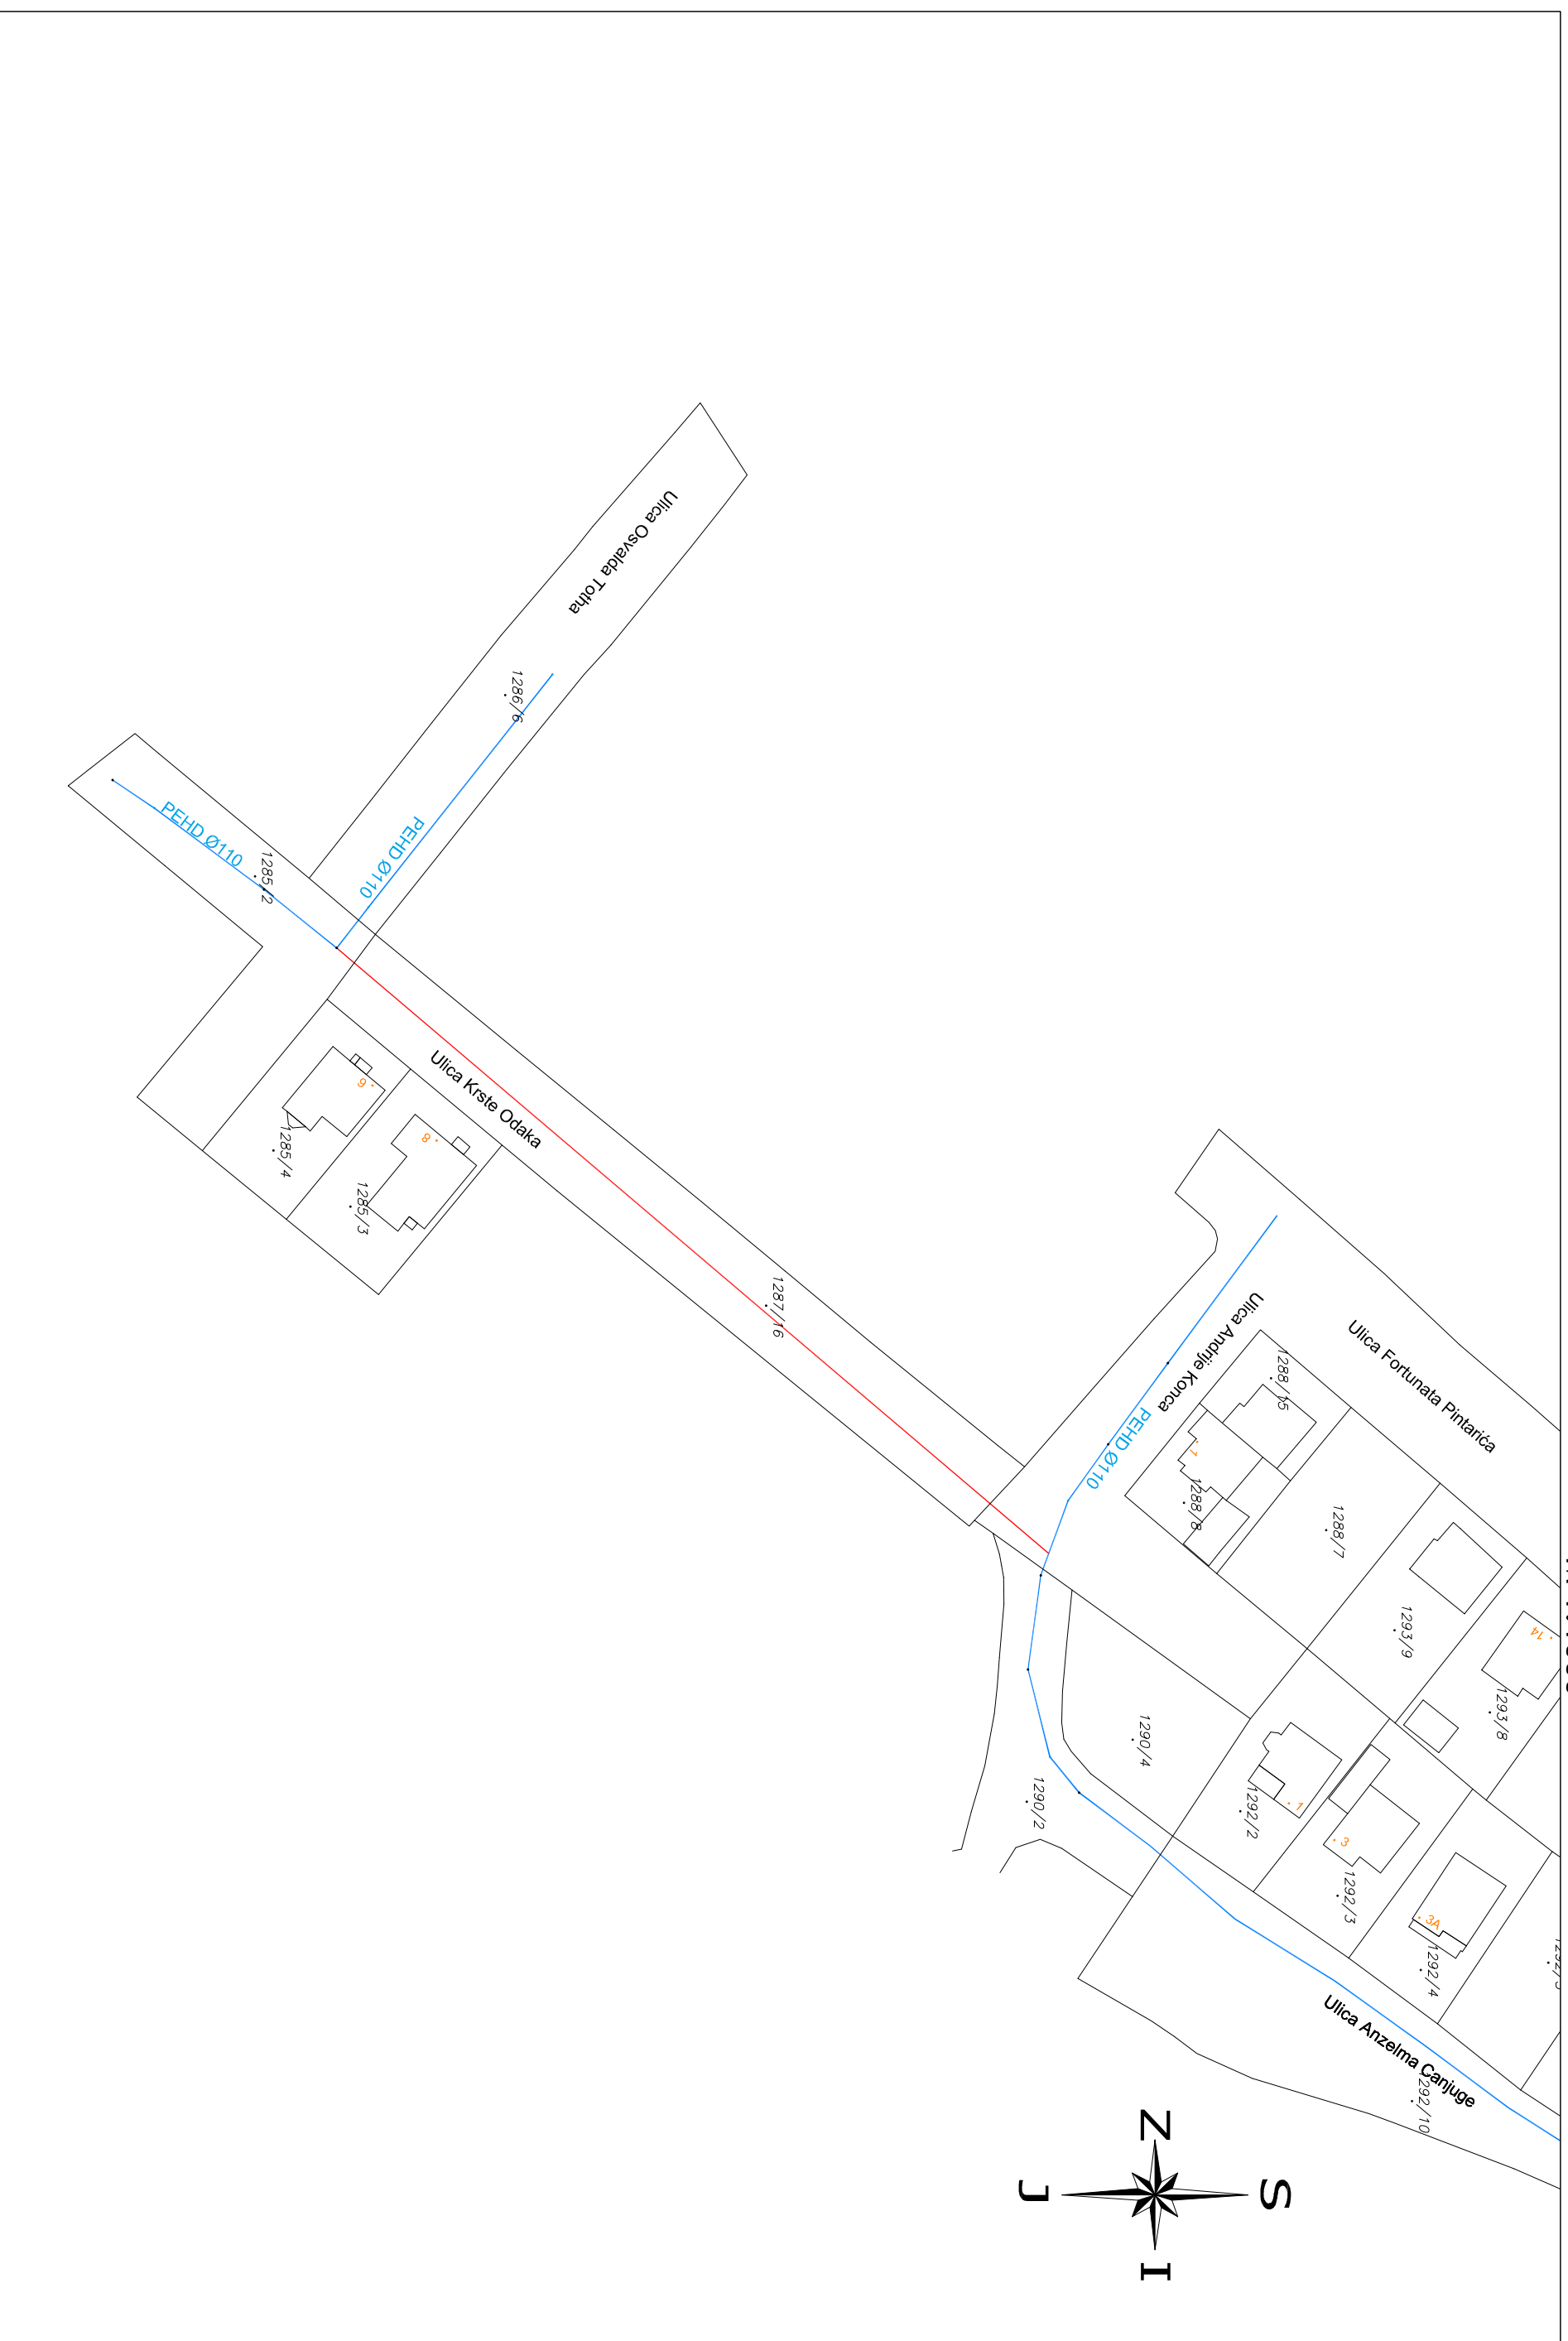 Ulica Osvalda Totha
1286/6
PEHD Ø110
PEHD Ø110
1285/2
Ulica Krste Odaka
6
1285/4
8
1285/3
1287/16
Ulica Fortunata Pintarića
Ulica Andrije Konca
PEHD Ø110
1288/15
1
1288/8
1288/7
1293/9
14
1293/8
1290/4
1290/2
1
1292/2
3
1292/3
3A
1292/4
Ulica Anzelma Canjuge
292/10
Z
S
J
I